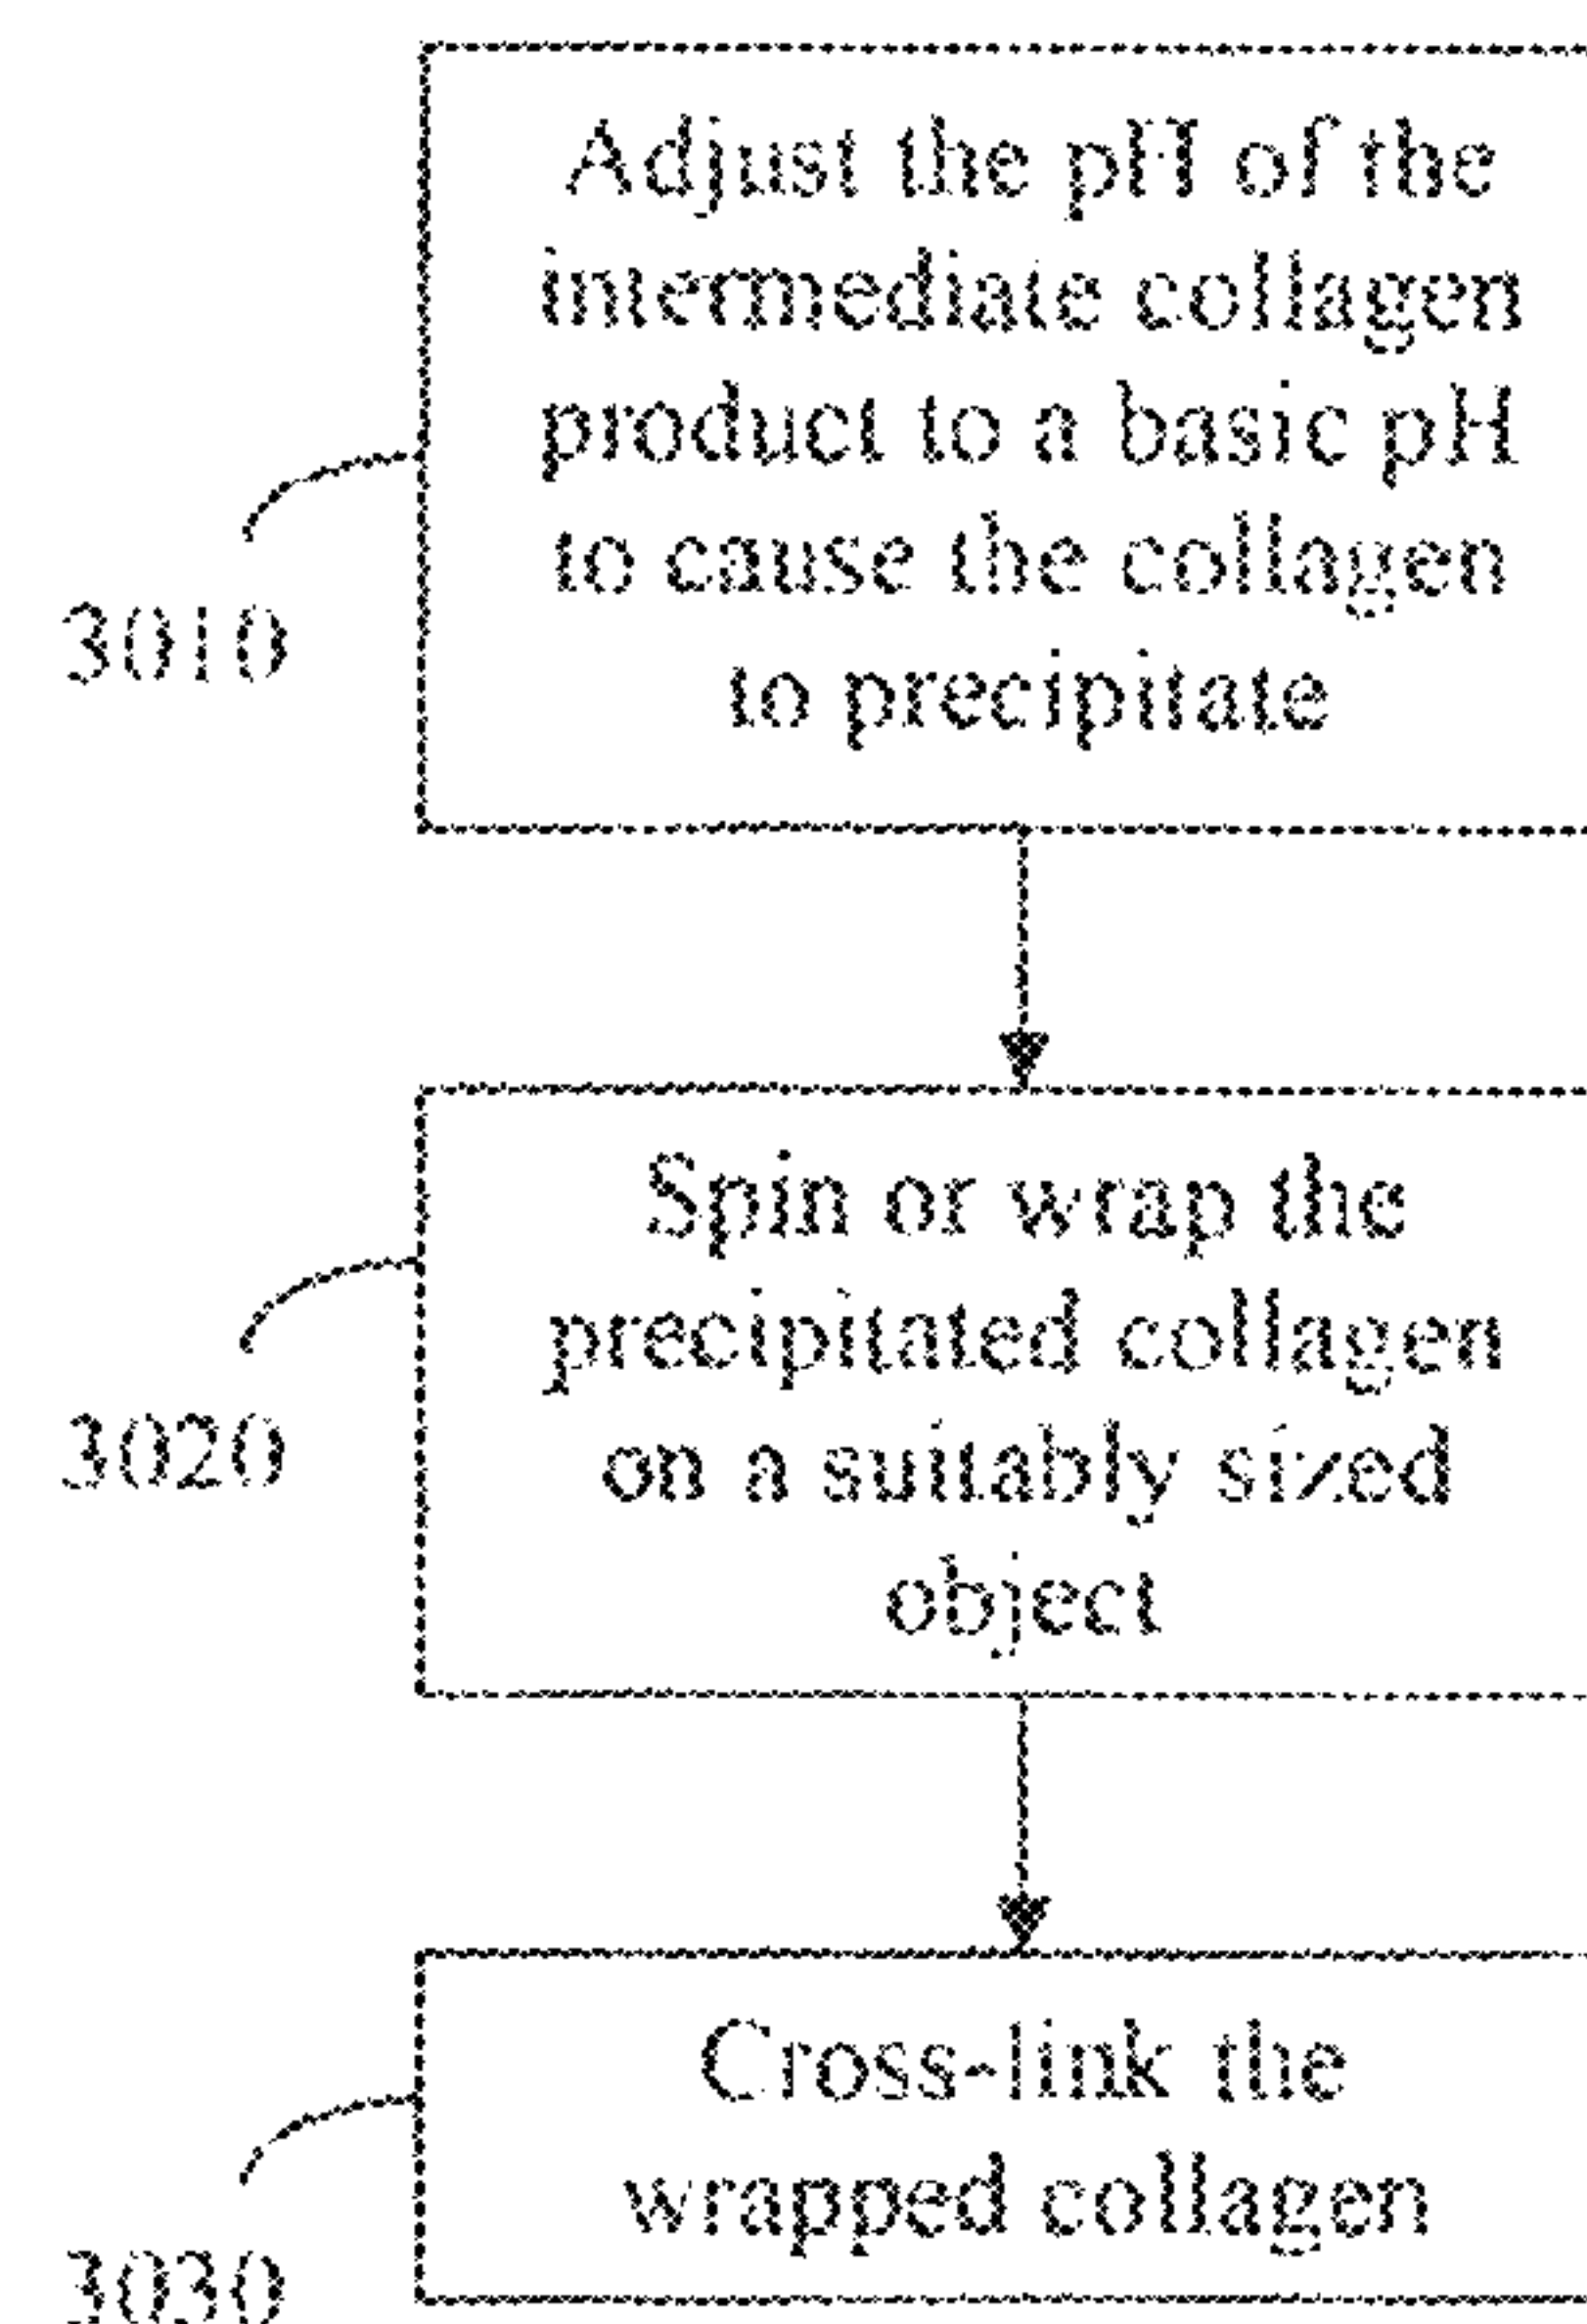 Adjust the pH of the
intermediate collagen
product to a basic pH
to cause the collagen
to precipitate
3010
Spin or wrap the
precipitated collagen
on a suitably sized
object
3020
Cross-link the
wrapped collagen
3030